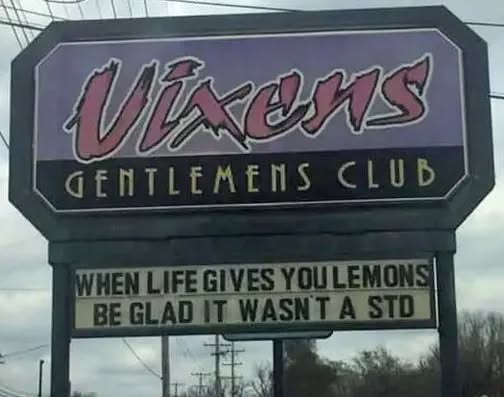 Vixens
GENTLEMENS CLUB
WHEN LIFE GIVES YOU LEMONS
BE GLAD IT WASN'T A STD